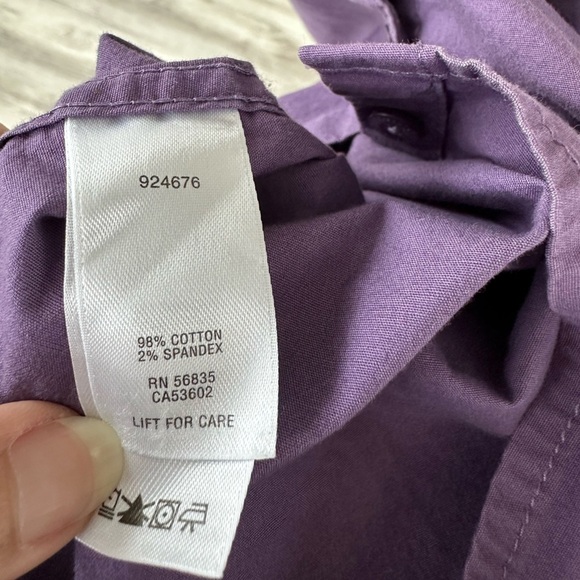 924676
98% COTTON
2% SPANDEX
RN 56835
CA53602
LIFT FOR CARE